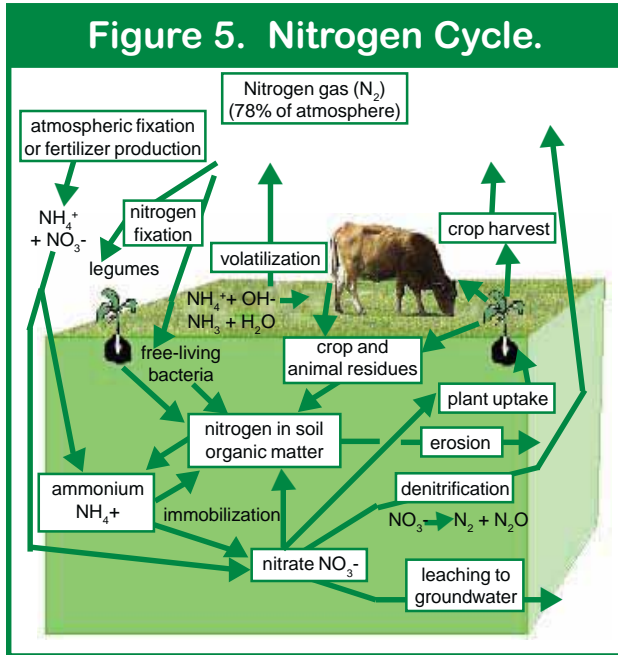 Figure 5. Nitrogen Cycle.
Nitrogen gas (N₂)
(78% of atmosphere)
atmospheric fixation
or fertilizer production
NH₄⁺
+ NO₃-
nitrogen
fixation
legumes
volatilization
crop harvest
NH₄⁺+ OH-
NH₃ + H₂O
free-living
bacteria
crop and
animal residues
plant uptake
nitrogen in soil
organic matter
erosion
ammonium
NH₄+
immobilization
denitrification
NO₃- N₂ + N₂O
nitrate NO₃-
leaching to
groundwater